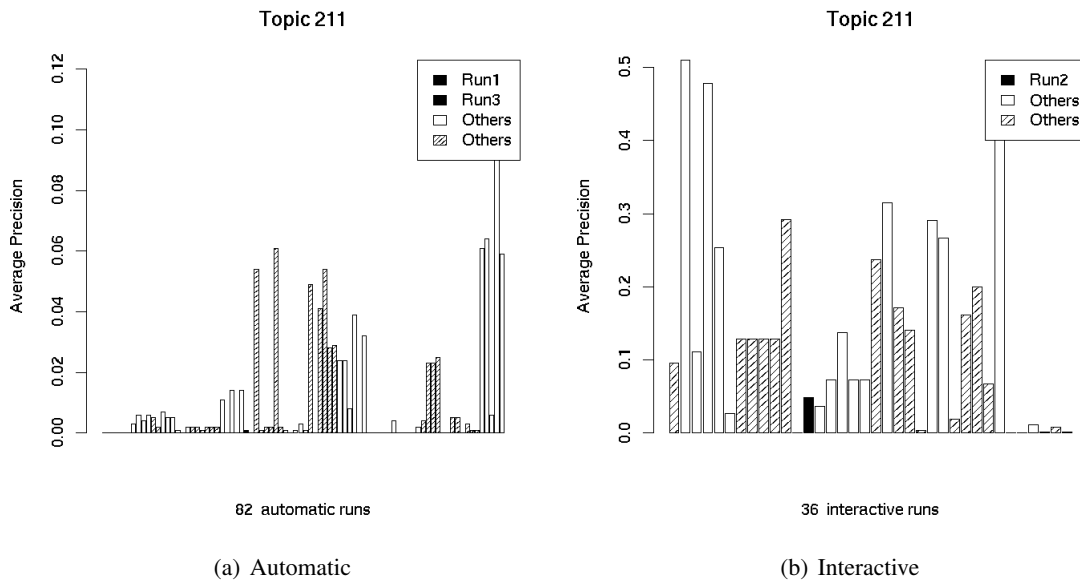 Topic 211
Average Precision
0.00 0.02 0.04 0.06 0.08 0.10 0.12
Run1
Run3
Others
Others
82 automatic runs
(a) Automatic
Topic 211
Average Precision
0.0 0.1 0.2 0.3 0.4 0.5
Run2
Others
Others
36 interactive runs
(b) Interactive